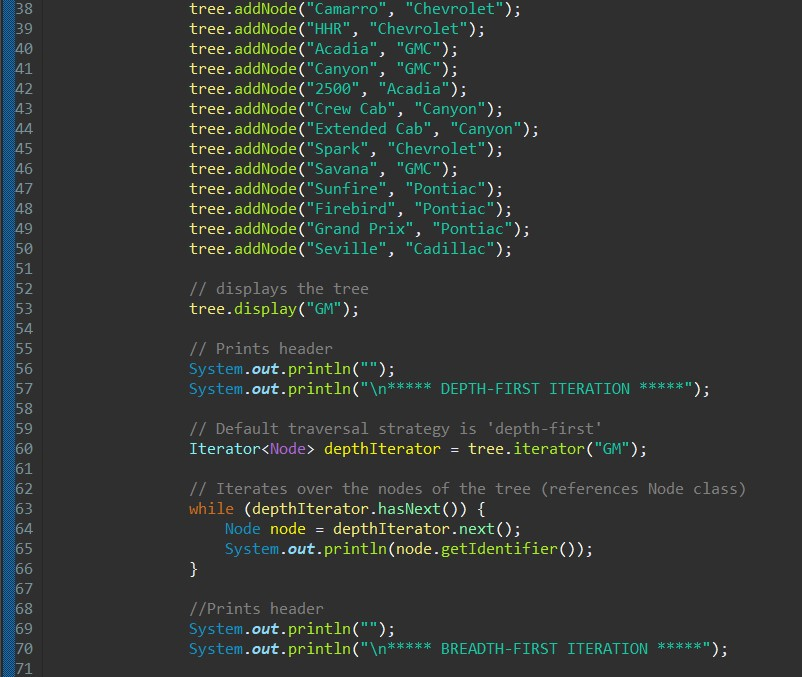 38 tree.addNode("Camarro", "Chevrolet");
39 tree.addNode("HHR", "Chevrolet");
40 tree.addNode("Acadia", "GMC");
41 tree.addNode("Canyon", "GMC");
42 tree.addNode("2500", "Acadia");
43 tree.addNode("Crew Cab", "Canyon");
44 tree.addNode("Extended Cab", "Canyon");
45 tree.addNode("Spark", "Chevrolet");
46 tree.addNode("Savana", "GMC");
47 tree.addNode("Sunfire", "Pontiac");
48 tree.addNode("Firebird", "Pontiac");
49 tree.addNode("Grand Prix", "Pontiac");
50 tree.addNode("Seville", "Cadillac");
51
52 // displays the tree
53 tree.display("GM");
54
55 // Prints header
56 System.out.println("");
57 System.out.println("\n***** DEPTH-FIRST ITERATION *****");
58
59 // Default traversal strategy is 'depth-first'
60 Iterator<Node> depthIterator = tree.iterator("GM");
61
62 // Iterates over the nodes of the tree (references Node class)
63 while (depthIterator.hasNext()) {
64 Node node = depthIterator.next();
65 System.out.println(node.getIdentifier());
66 }
67
68 //Prints header
69 System.out.println("");
70 System.out.println("\n***** BREADTH-FIRST ITERATION *****");
71